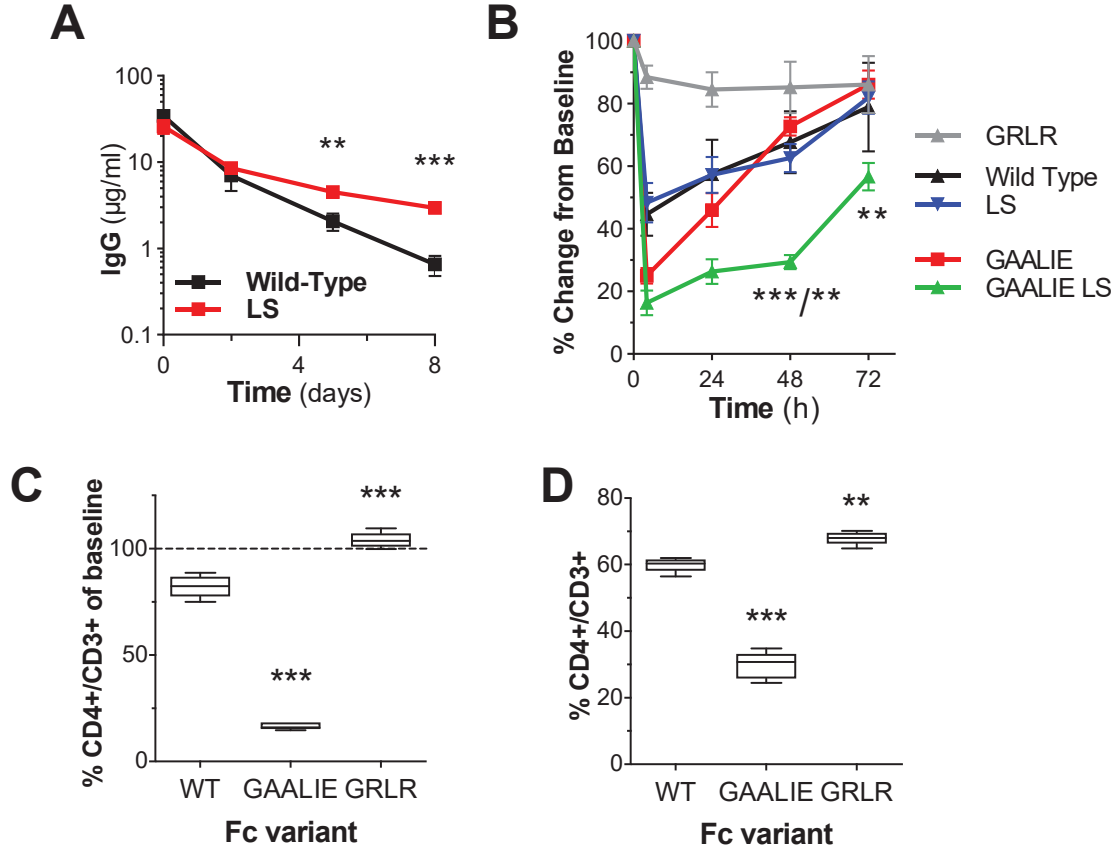 A
IgG (µg/ml)
100
10
1
0.1
**
***
Wild-Type
LS
0
4
8
Time (days)
B
% Change from Baseline
100
80
60
40
20
0
***/**
**
0
24
48
72
Time (h)
GRLR
Wild Type
LS
GAALIE
GAALIE LS
C
% CD4+/CD3+ of baseline
100
50
0
***
***
WT
GAALIE
GRLR
Fc variant
D
% CD4+/CD3+
80
60
40
20
0
***
**
WT
GAALIE
GRLR
Fc variant